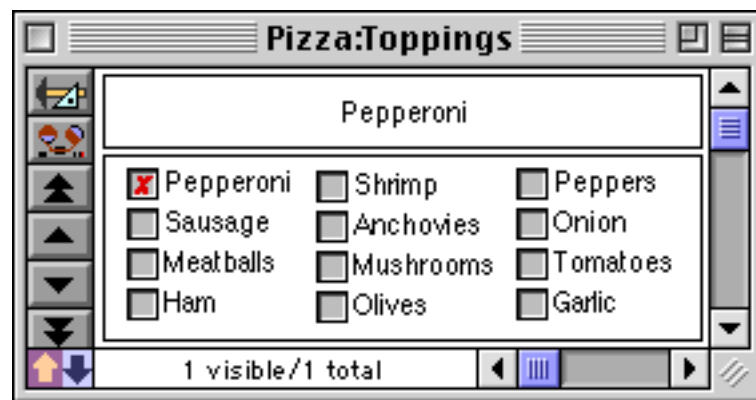 Pizza:Toppings
Pepperoni
Pepperoni Shrimp Peppers
Sausage Anchovies Onion
Meatballs Mushrooms Tomatoes
Ham Olives Garlic
1 visible/1 total